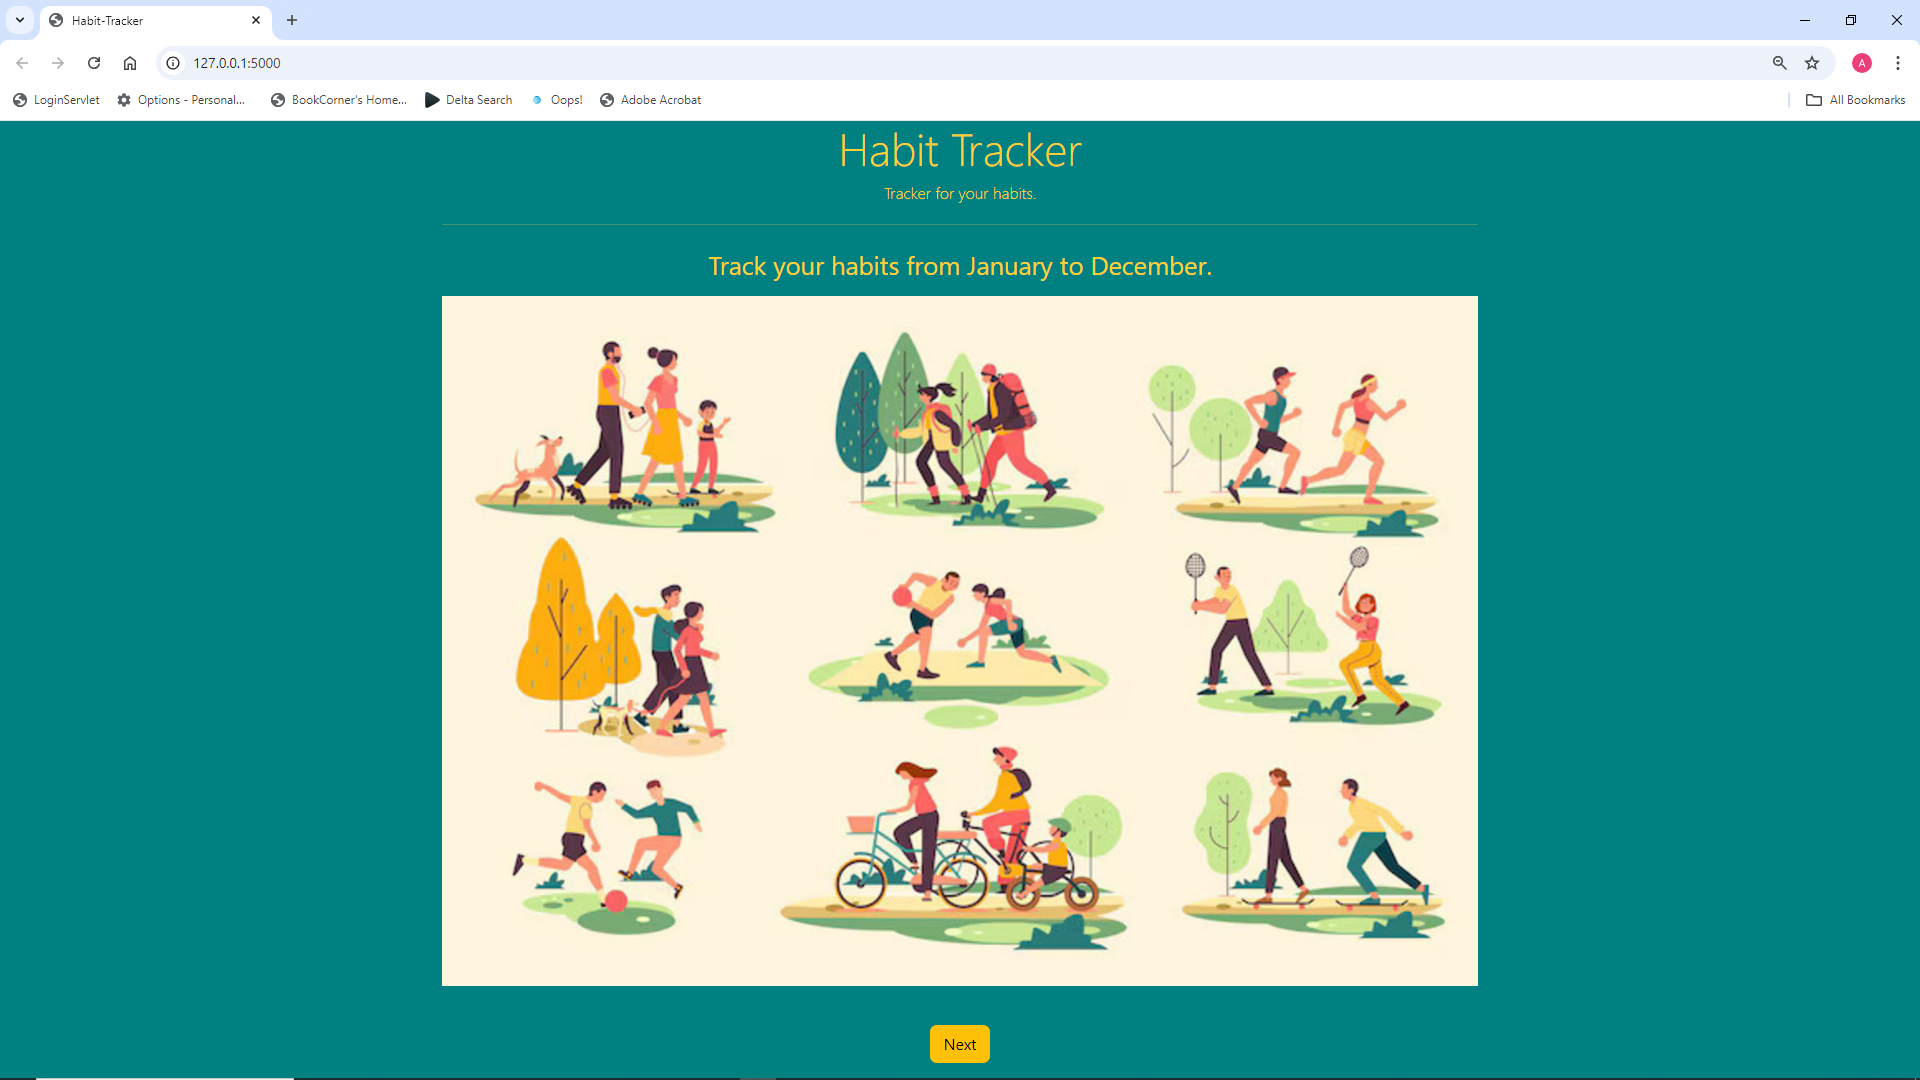 Habit-Tracker
127.0.0.1:5000
A
LoginServlet
Options - Personal...
BookCorner's Home...
Delta Search
Oops!
Adobe Acrobat
All Bookmarks
Habit Tracker
Tracker for your habits.
Track your habits from January to December.
Next